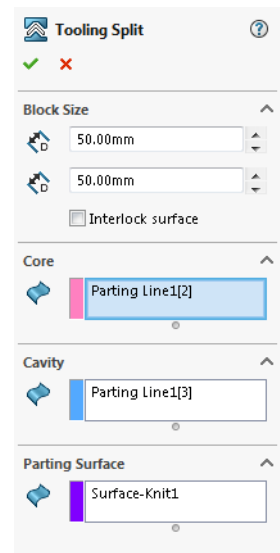 Tooling Split
?
Block Size
D
50.00mm
D
50.00mm
Interlock surface
Core
Parting Line1[2]
Cavity
Parting Line1[3]
Parting Surface
Surface-Knit1